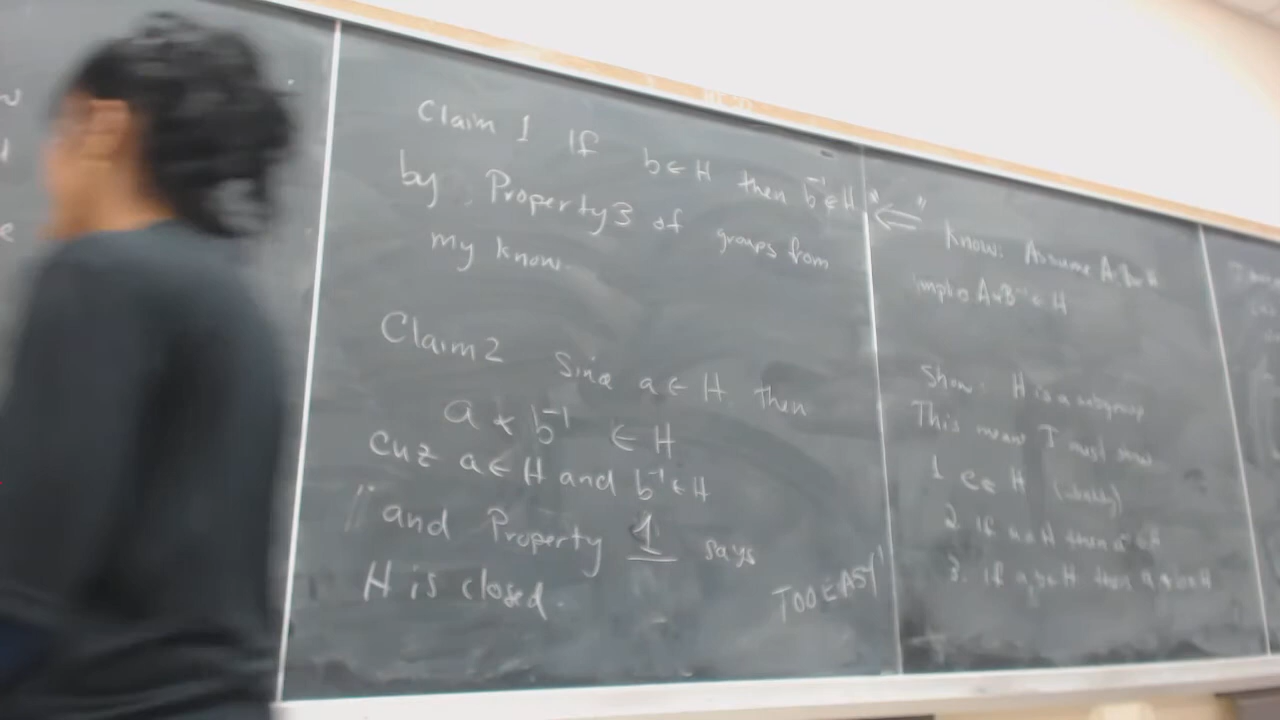 Claim 1 If b∈H then b⁻¹∈H
by Property 3 of groups from
my know.
Claim 2 Since a∈H then
a * b⁻¹ ∈ H
cuz a∈H and b⁻¹∈H
and Property 1 says
H is closed.
TOO EASY
"⇐" Know: Assume
A*B⁻¹∈H
Show: H is a subgroup
This means I must show
1 e∈H
2. If a∈H then
3. if a, b∈H then a*b∈H